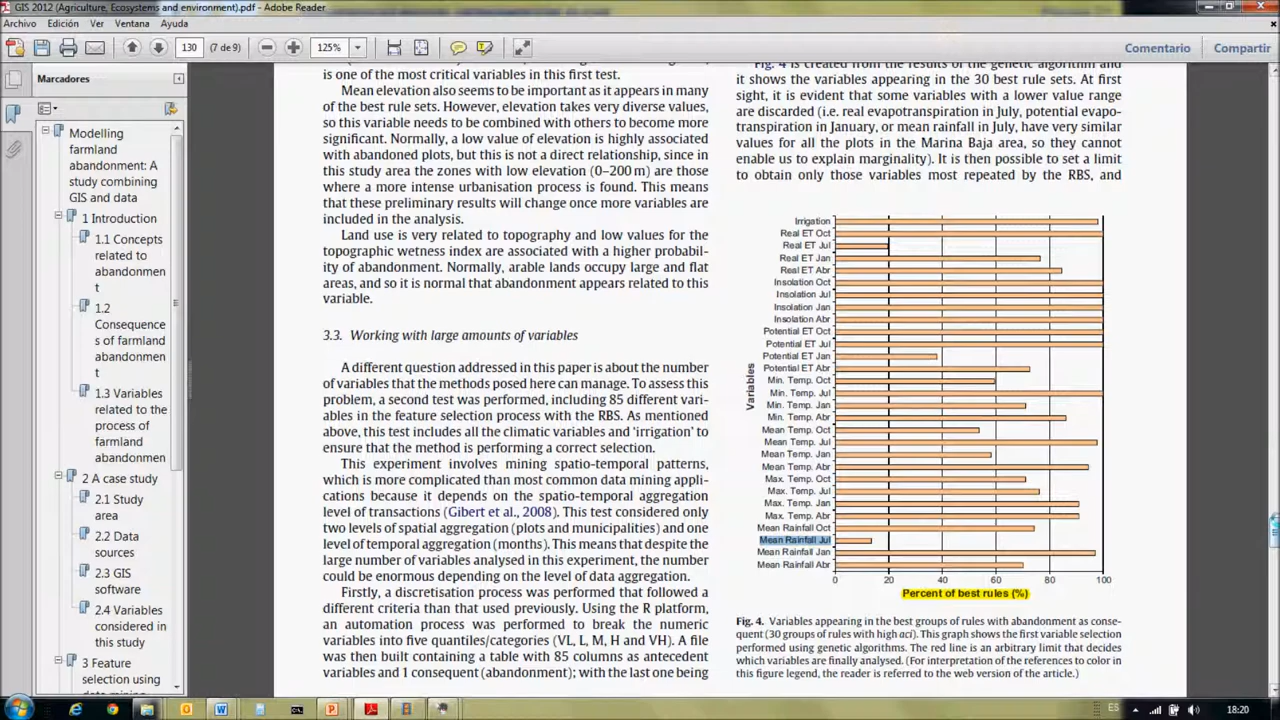 GIS 2012 (Agriculture, Ecosystems and environment).pdf - Adobe Reader
Archivo Edición Ver Ventana Ayuda
130 (7 de 9) 125% Comentario Compartir
Marcadores
Modelling
farmland
abandonment: A
study combining
GIS and data
1 Introduction
1.1 Concepts
related to
abandonmen
t
1.2
Consequence
s of farmland
abandonmen
t
1.3 Variables
related to the
process of
farmland
abandonmen
2 A case study
2.1 Study
area
2.2 Data
sources
2.3 GIS
software
2.4 Variables
considered in
this study
3 Feature
selection using
is one of the most critical variables in this first test.
Mean elevation also seems to be important as it appears in many
of the best rule sets. However, elevation takes very diverse values,
so this variable needs to be combined with others to become more
significant. Normally, a low value of elevation is highly associated
with abandoned plots, but this is not a direct relationship, since in
this study area the zones with low elevation (0–200 m) are those
where a more intense urbanisation process is found. This means
that these preliminary results will change once more variables are
included in the analysis.
Land use is very related to topography and low values for the
topographic wetness index are associated with a higher probabil-
ity of abandonment. Normally, arable lands occupy large and flat
areas, and so it is normal that abandonment appears related to this
variable.
3.3. Working with large amounts of variables
A different question addressed in this paper is about the number
of variables that the methods posed here can manage. To assess this
problem, a second test was performed, including 85 different vari-
ables in the feature selection process with the RBS. As mentioned
above, this test includes all the climatic variables and 'irrigation' to
ensure that the method is performing a correct selection.
This experiment involves mining spatio-temporal patterns,
which is more complicated than most common data mining appli-
cations because it depends on the spatio-temporal aggregation
level of transactions (Gibert et al., 2008). This test considered only
two levels of spatial aggregation (plots and municipalities) and one
level of temporal aggregation (months). This means that despite the
large number of variables analysed in this experiment, the number
could be enormous depending on the level of data aggregation.
Firstly, a discretisation process was performed that followed a
different criteria than that used previously. Using the R platform,
an automation process was performed to break the numeric
variables into five quantiles/categories (VL, L, M, H and VH). A file
was then built containing a table with 85 columns as antecedent
variables and 1 consequent (abandonment); with the last one being
Fig. 4 is created from the results of the genetic algorithm and
it shows the variables appearing in the 30 best rule sets. At first
sight, it is evident that some variables with a lower value range
are discarded (i.e. real evapotranspiration in July, potential evapo-
transpiration in January, or mean rainfall in July, have very similar
values for all the plots in the Marina Baja area, so they cannot
enable us to explain marginality). It is then possible to set a limit
to obtain only those variables most repeated by the RBS, and
Variables
Irrigation
Real ET Oct
Real ET Jul
Real ET Jan
Real ET Abr
Insolation Oct
Insolation Jul
Insolation Jan
Insolation Abr
Potential ET Oct
Potential ET Jul
Potential ET Jan
Potential ET Abr
Min. Temp. Oct
Min. Temp. Jul
Min. Temp. Jan
Min. Temp. Abr
Mean Temp. Oct
Mean Temp. Jul
Mean Temp. Jan
Mean Temp. Abr
Max. Temp. Oct
Max. Temp. Jul
Max. Temp. Jan
Max. Temp. Abr
Mean Rainfall Oct
Mean Rainfall Jul
Mean Rainfall Jan
Mean Rainfall Abr
0 20 40 60 80 100
Percent of best rules (%)
Fig. 4. Variables appearing in the best groups of rules with abandonment as conse-
quent (30 groups of rules with high aci). This graph shows the first variable selection
performed using genetic algorithms. The red line is an arbitrary limit that decides
which variables are finally analysed. (For interpretation of the references to color in
this figure legend, the reader is referred to the web version of the article.)
ES 18:20